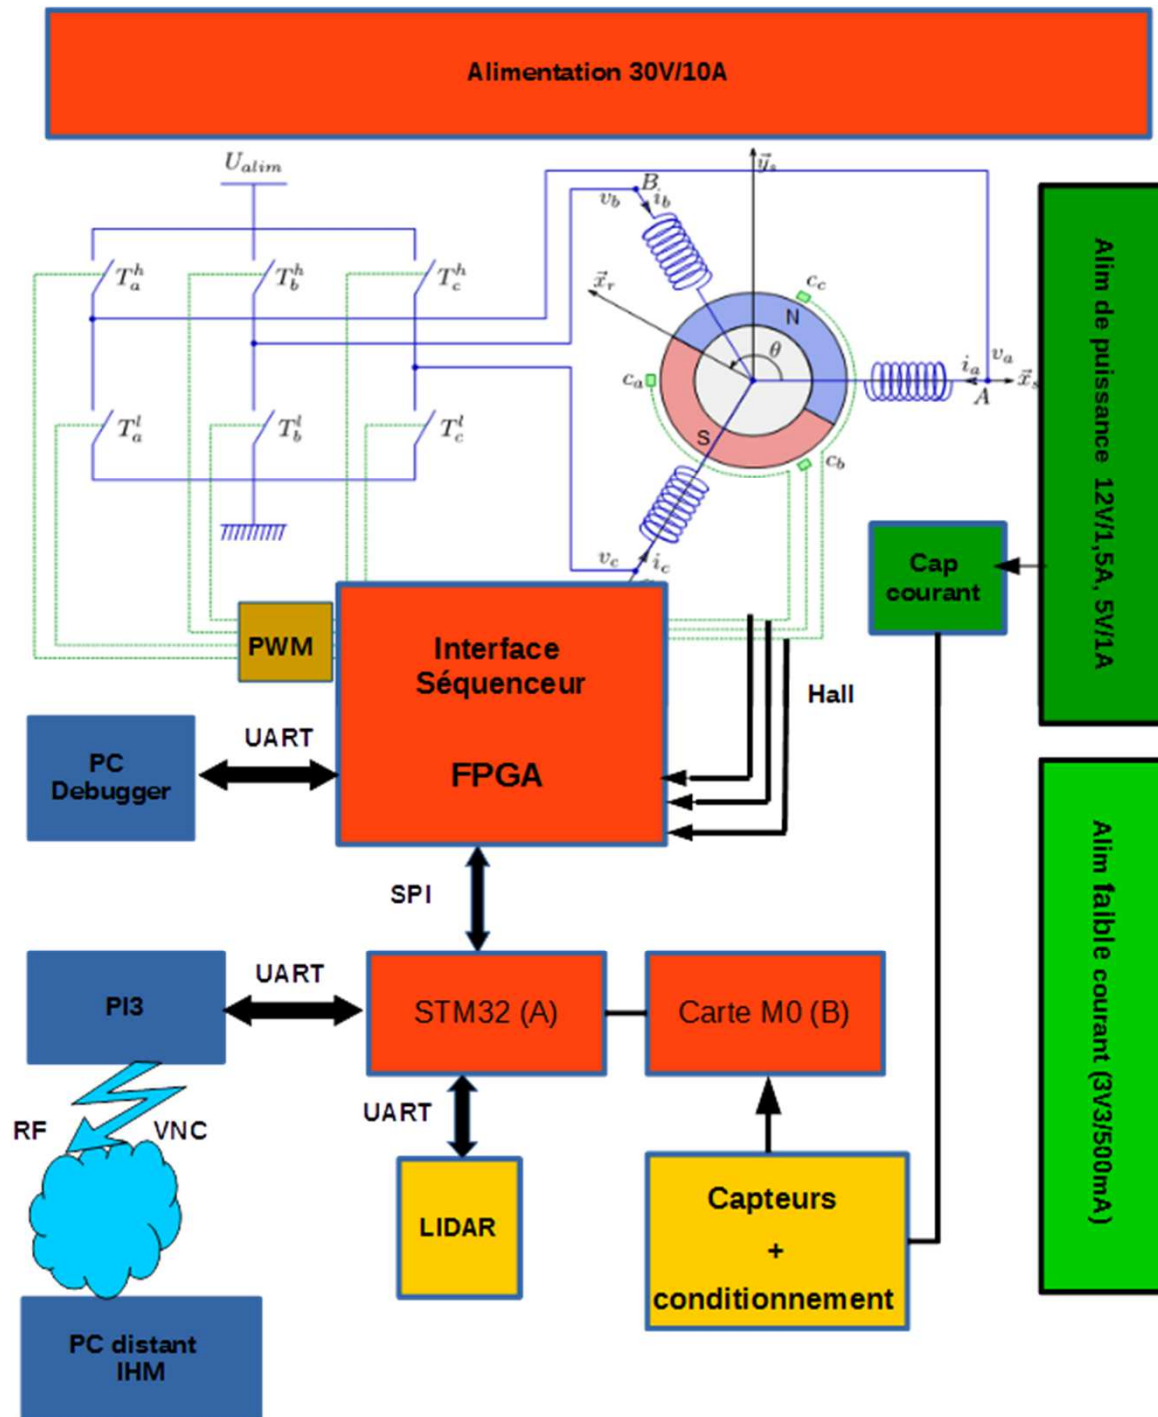 Alimentation 30V/10A
U_alim
T_a^h
T_b^h
T_c^h
T_a^l
T_b^l
T_c^l
B
v_b
i_b
y_s
x_r
c_c
N
θ
c_a
i_a
v_a
A
x_s
S
c_b
v_c
i_c
Alim de puissance 12V/1,5A, 5V/1A
Cap
courant
PWM
Interface
Séquenceur
FPGA
Hall
UART
PC
Debugger
SPI
Alim faible courant (3V3/500mA)
PI3
UART
STM32 (A)
Carte M0 (B)
RF
VNC
UART
LIDAR
Capteurs
+
conditionnement
PC distant
IHM